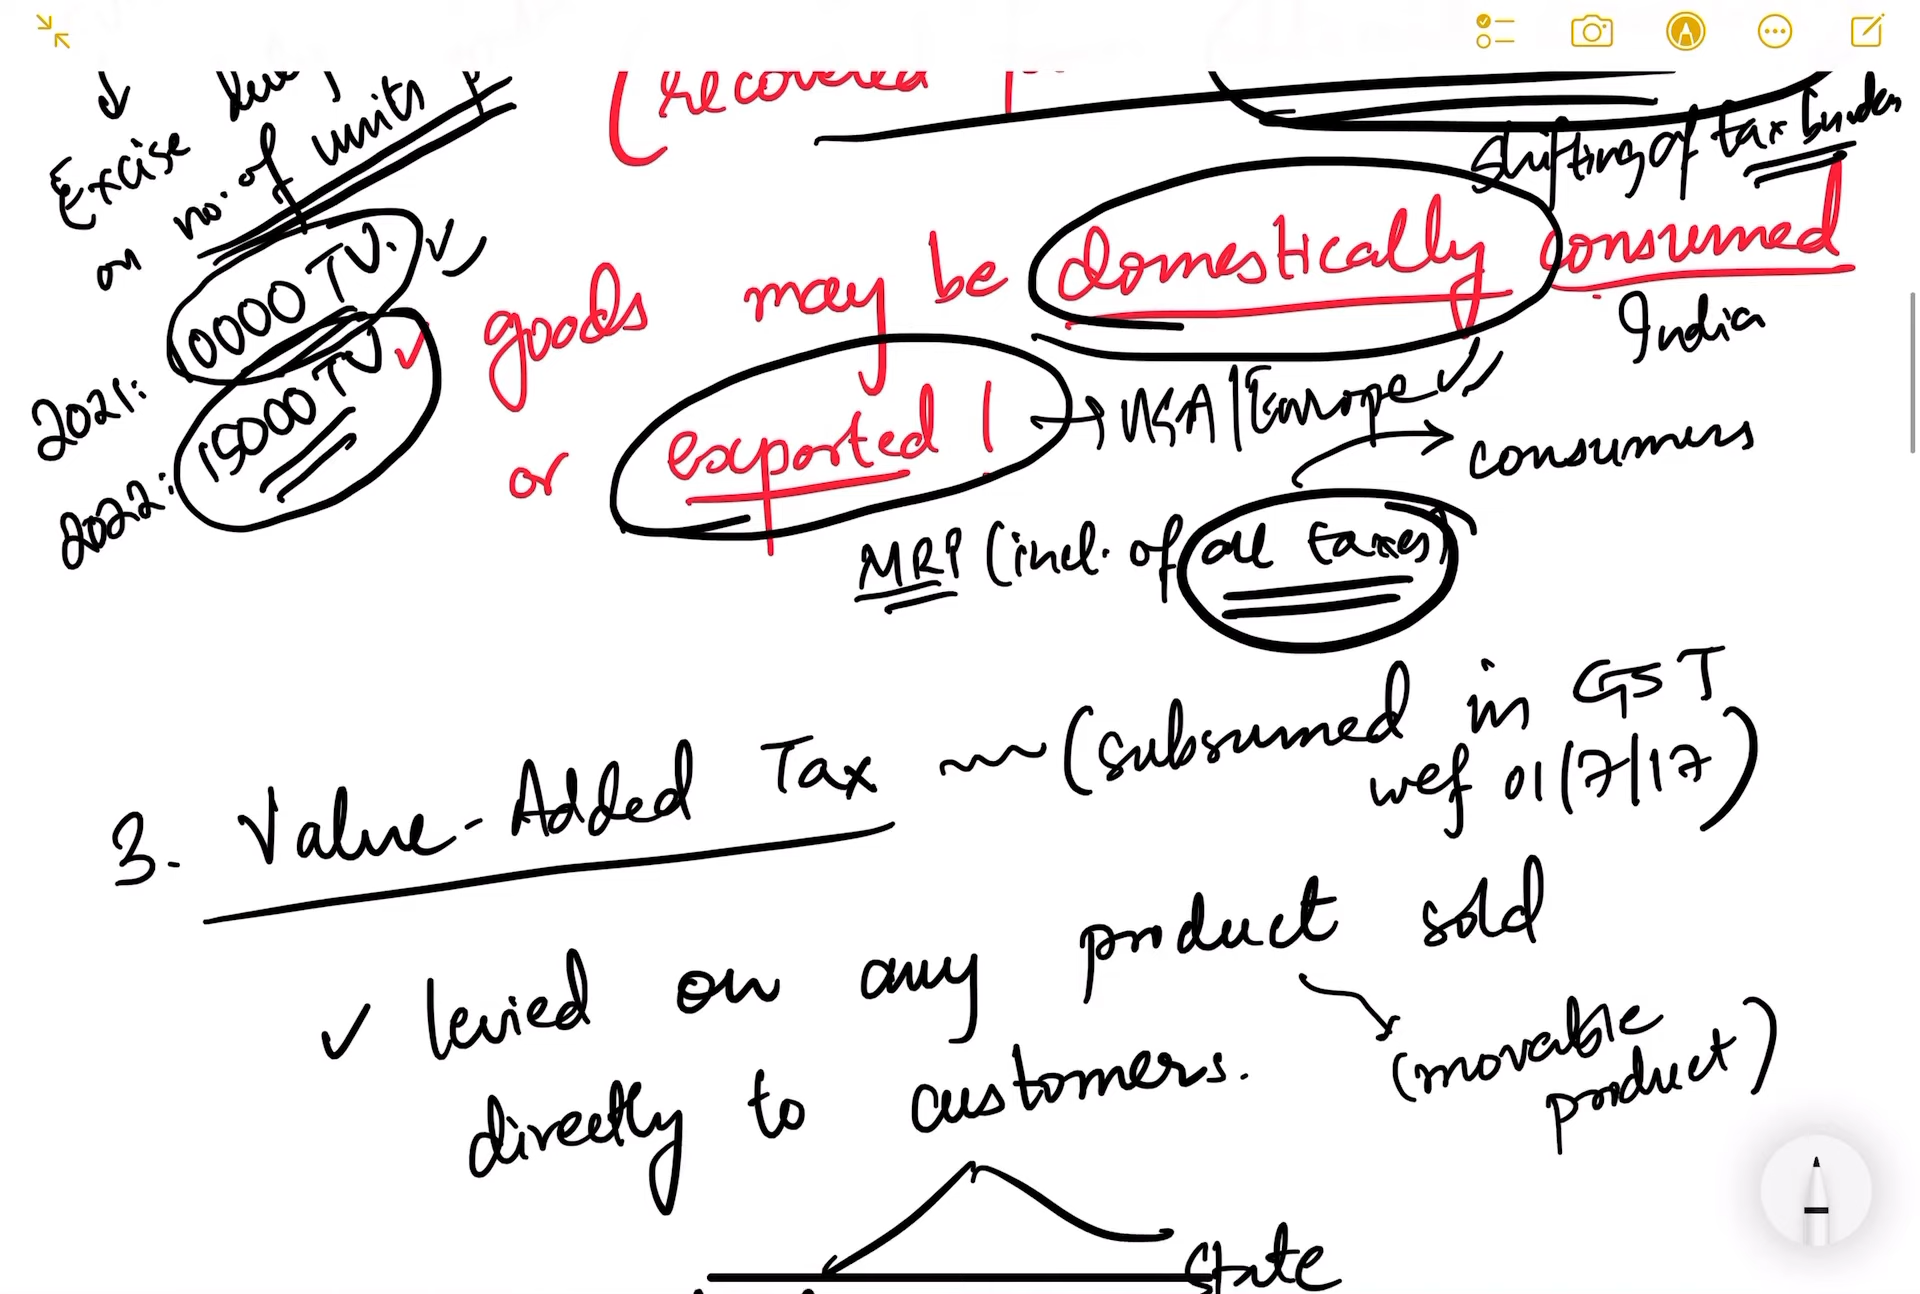 (recovered
Excise
on no. of units
shifting of tax burden
2021: 10000 TV.
2022: 15000 TV
goods may be domestically consumed
India
or exported → USA/Europe
consumers
MRP (incl. of all taxes)
3. Value-Added Tax (subsumed in GST
wef 01/7/17)
✓ levied on any product sold
directly to customers.
(movable
product)
State